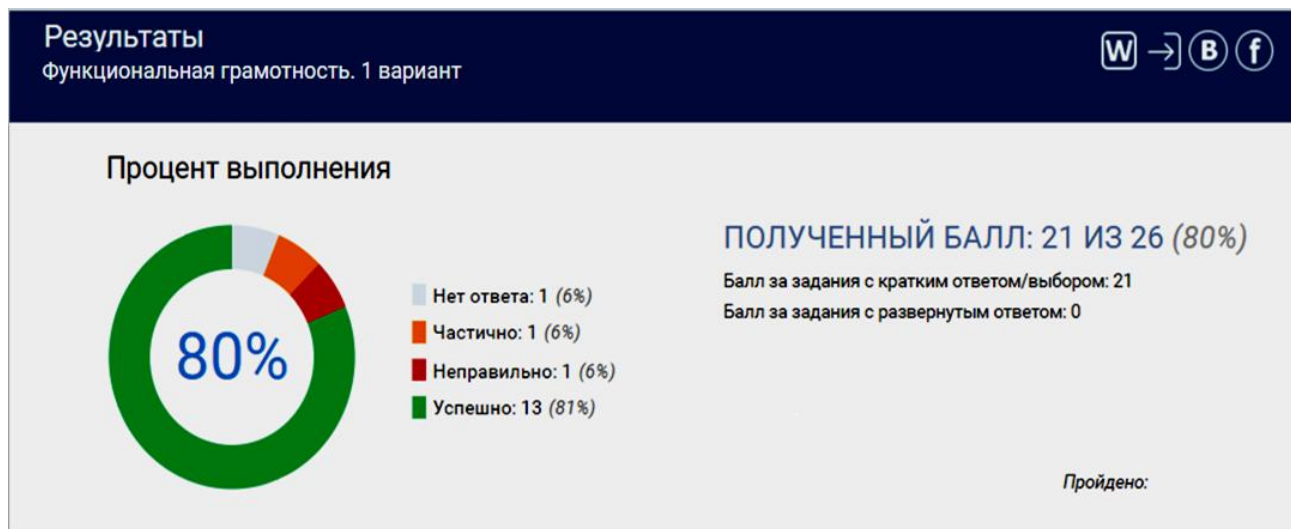 Результаты
Функциональная грамотность. 1 вариант
W B f
Процент выполнения
80%
Нет ответа: 1 (6%)
Частично: 1 (6%)
Неправильно: 1 (6%)
Успешно: 13 (81%)
ПОЛУЧЕННЫЙ БАЛЛ: 21 ИЗ 26 (80%)
Балл за задания с кратким ответом/выбором: 21
Балл за задания с развернутым ответом: 0
Пройдено: